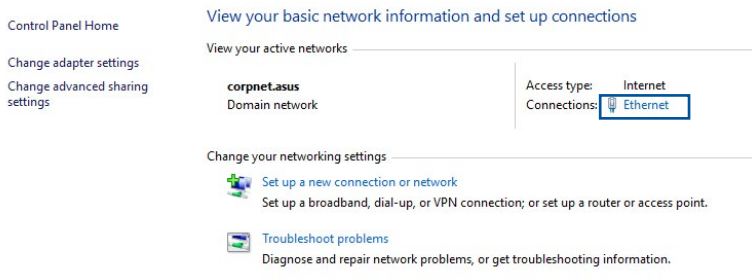 Control Panel Home
Change adapter settings
Change advanced sharing
settings
View your basic network information and set up connections
View your active networks
corpnet.asus
Domain network
Access type: Internet
Connections: Ethernet
Change your networking settings
Set up a new connection or network
Set up a broadband, dial-up, or VPN connection; or set up a router or access point.
Troubleshoot problems
Diagnose and repair network problems, or get troubleshooting information.